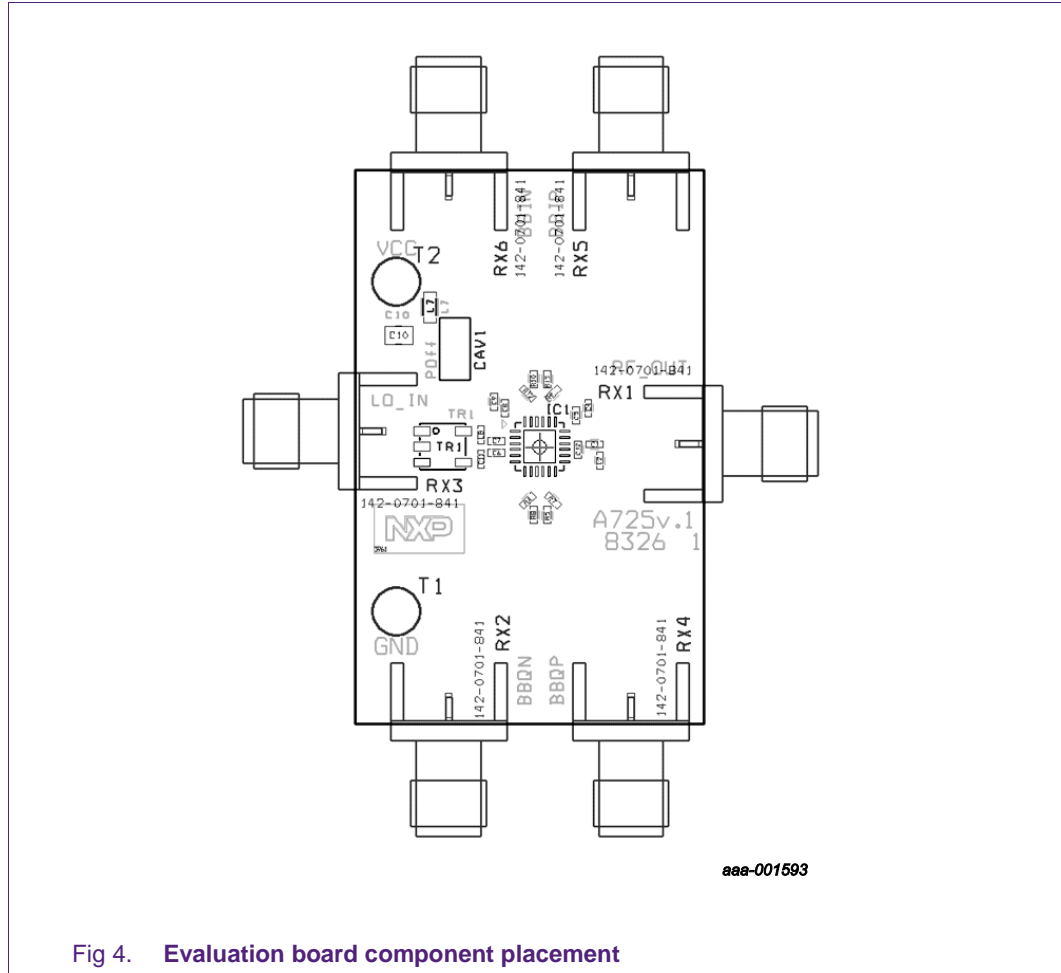 BBIN
BBIP
142-0701-841
142-0701-841
RX6
RX5
VCC
T2
C10
C10
L7
L7
POff
CAV1
RF_OUT
142-0701-841
RX1
LO_IN
TR1
TR1
IC1
RX3
142-0701-841
NXP
A725v.1
8326 1
T1
GND
RX2
142-0701-841
BBQN
BBQP
142-0701-841
RX4
aaa-001593
Fig 4. Evaluation board component placement